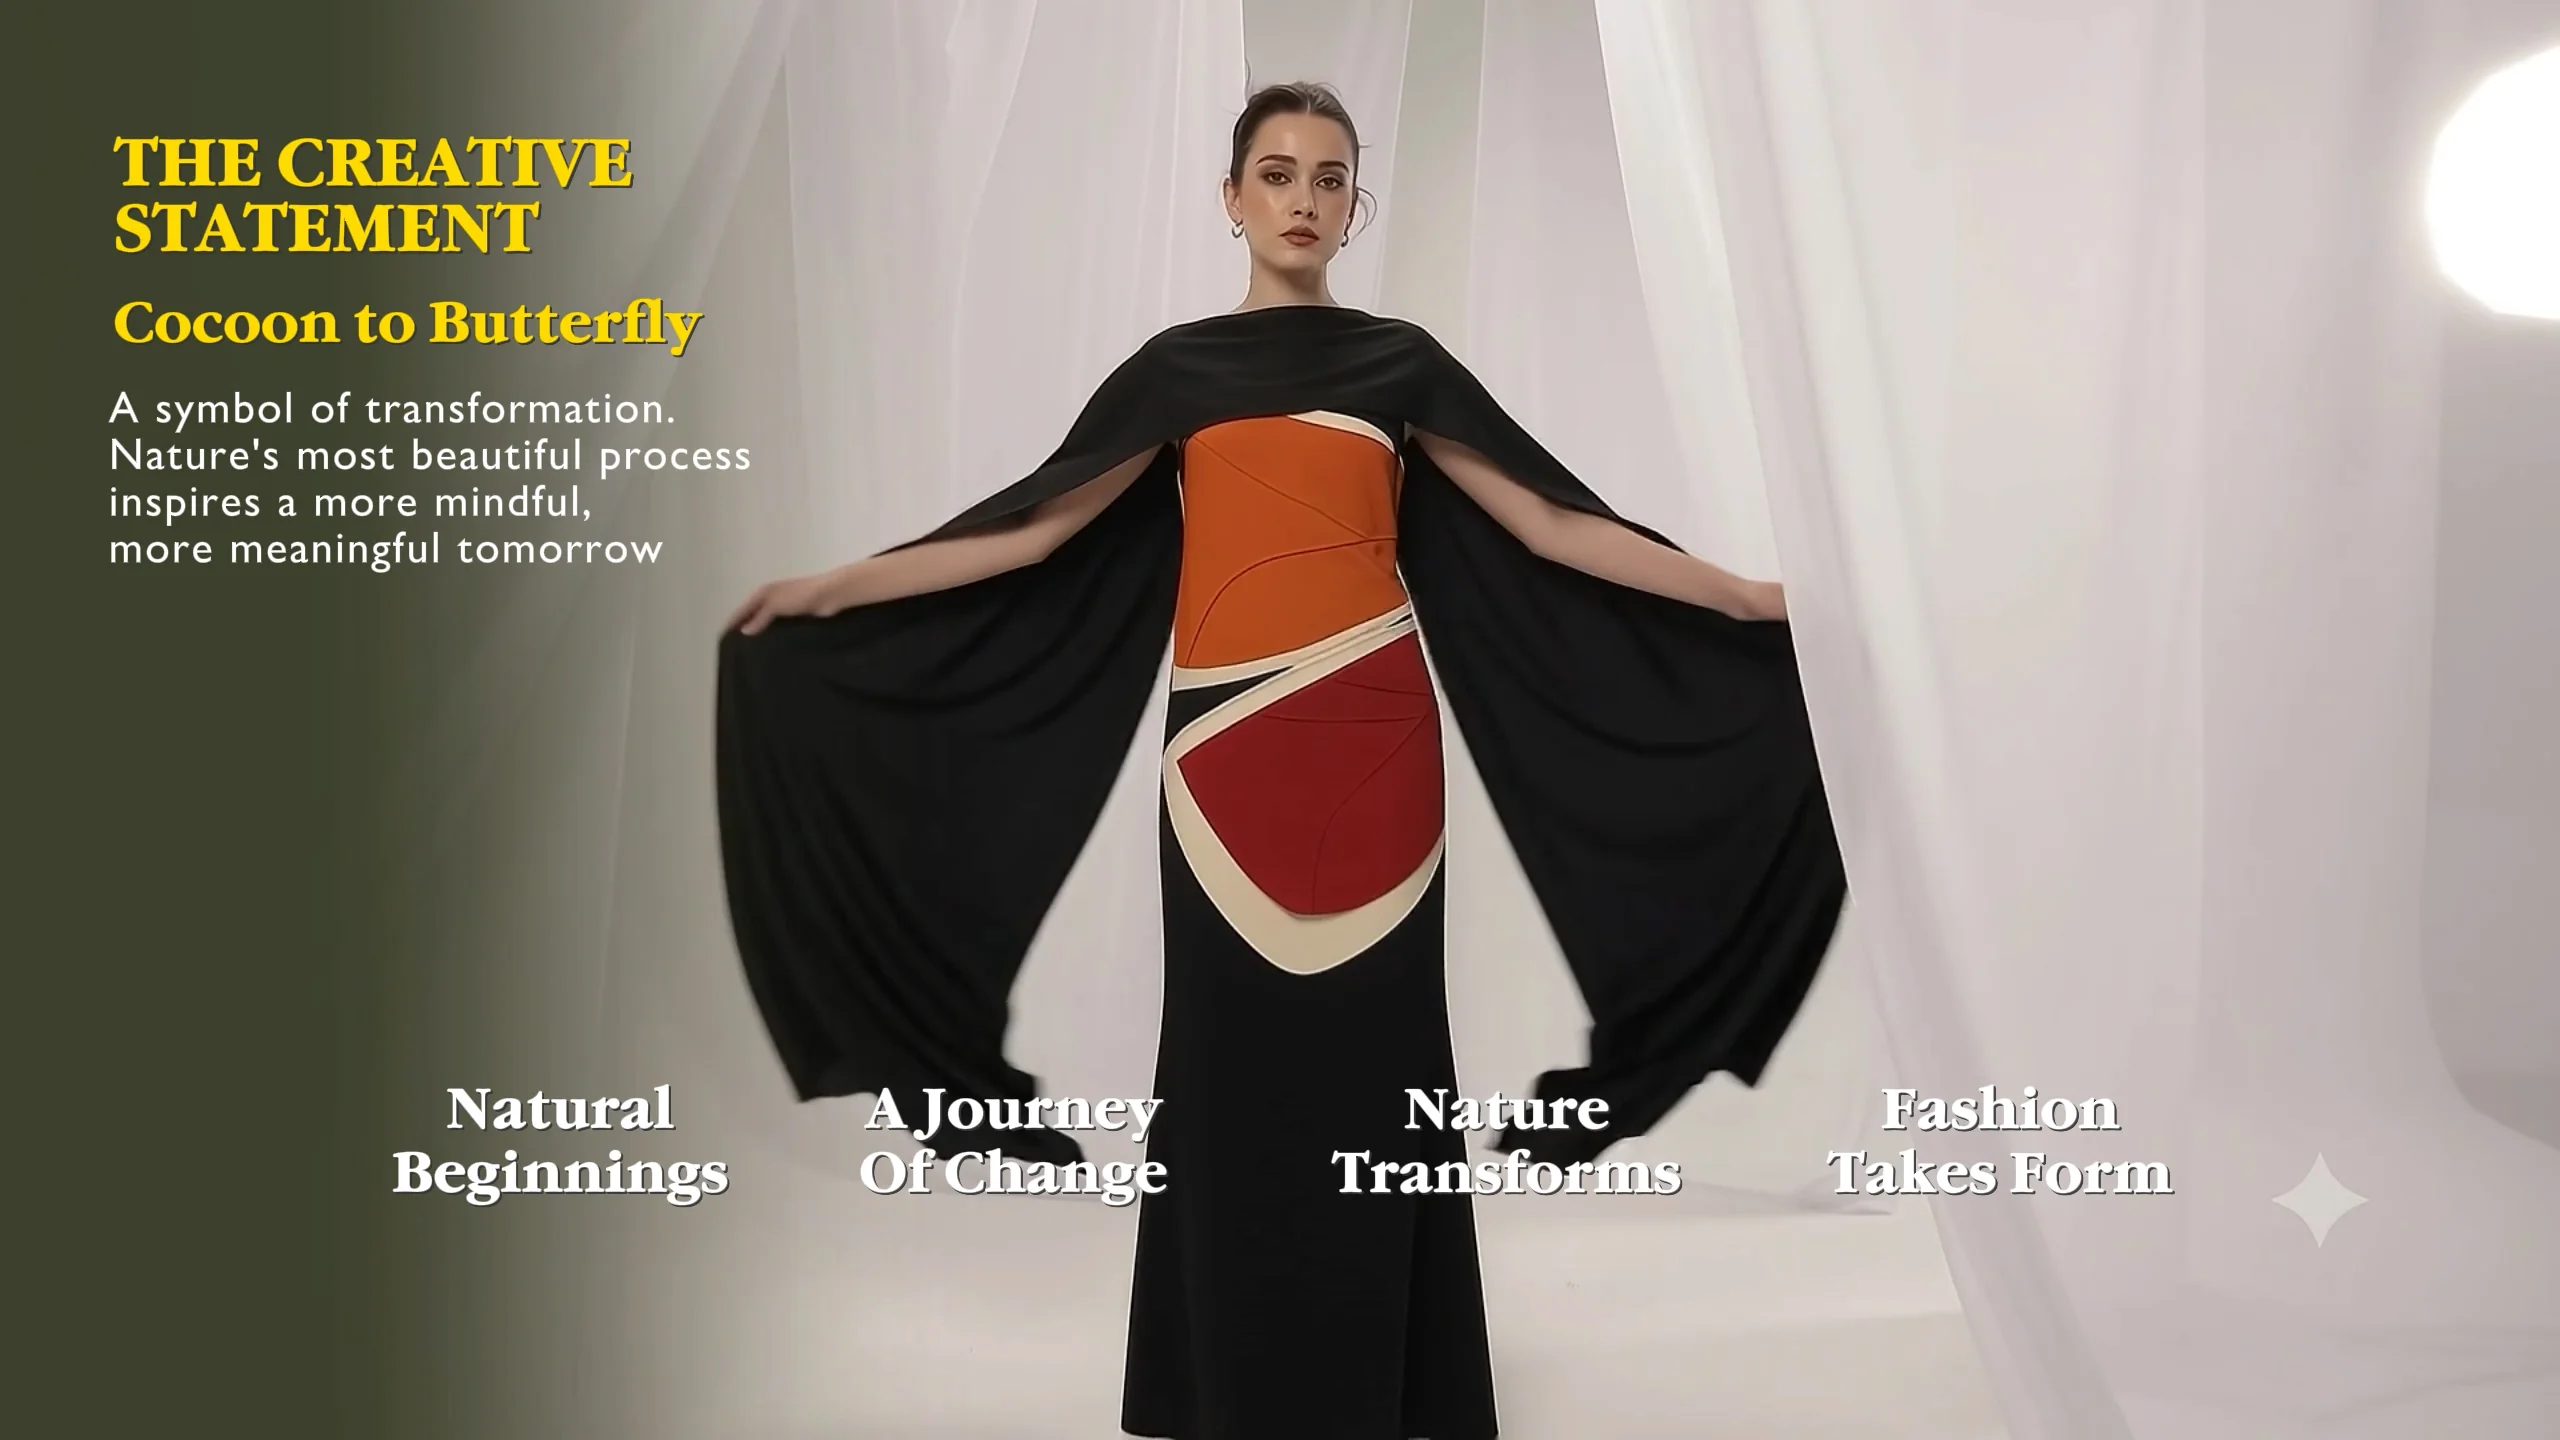 THE CREATIVE
STATEMENT
Cocoon to Butterfly
A symbol of transformation.
Nature's most beautiful process
inspires a more mindful,
more meaningful tomorrow
Natural
Beginnings
A Journey
Of Change
Nature
Transforms
Fashion
Takes Form